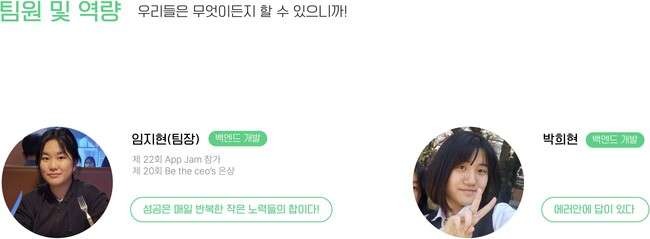 팀원 및 역량 우리들은 무엇이든지 할 수 있으니까!
임지현(팀장) 백엔드 개발
제 22회 App Jam 참가
제 20회 Be the ceo's 은상
성공은 매일 반복한 작은 노력들의 합이다!
박희현 백엔드 개발
에러안에 답이 있다